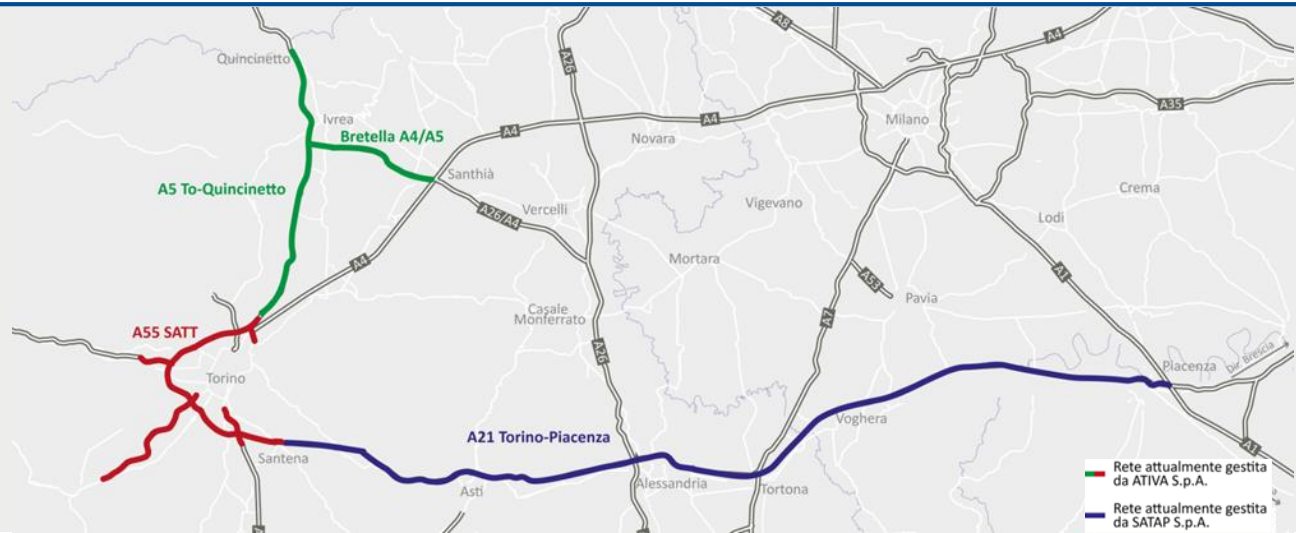 A8
A4
Quincinetto
A26
A35
Ivrea
Milano
Bretella A4/A5
A4
A4
Novara
A5 To-Quincinetto
Santhià
Crema
Vercelli
Vigevano
A26/A4
Lodi
Mortara
A4
A1
A53
Pavia
Casale
Monferrato
A7
A55 SATT
A26
Dir. Brescia
Piacenza
Torino
Voghera
A21 Torino-Piacenza
Santena
A1
Alessandria
Asti
Tortona
Rete attualmente gestita
da ATIVA S.p.A.
Rete attualmente gestita
da SATAP S.p.A.